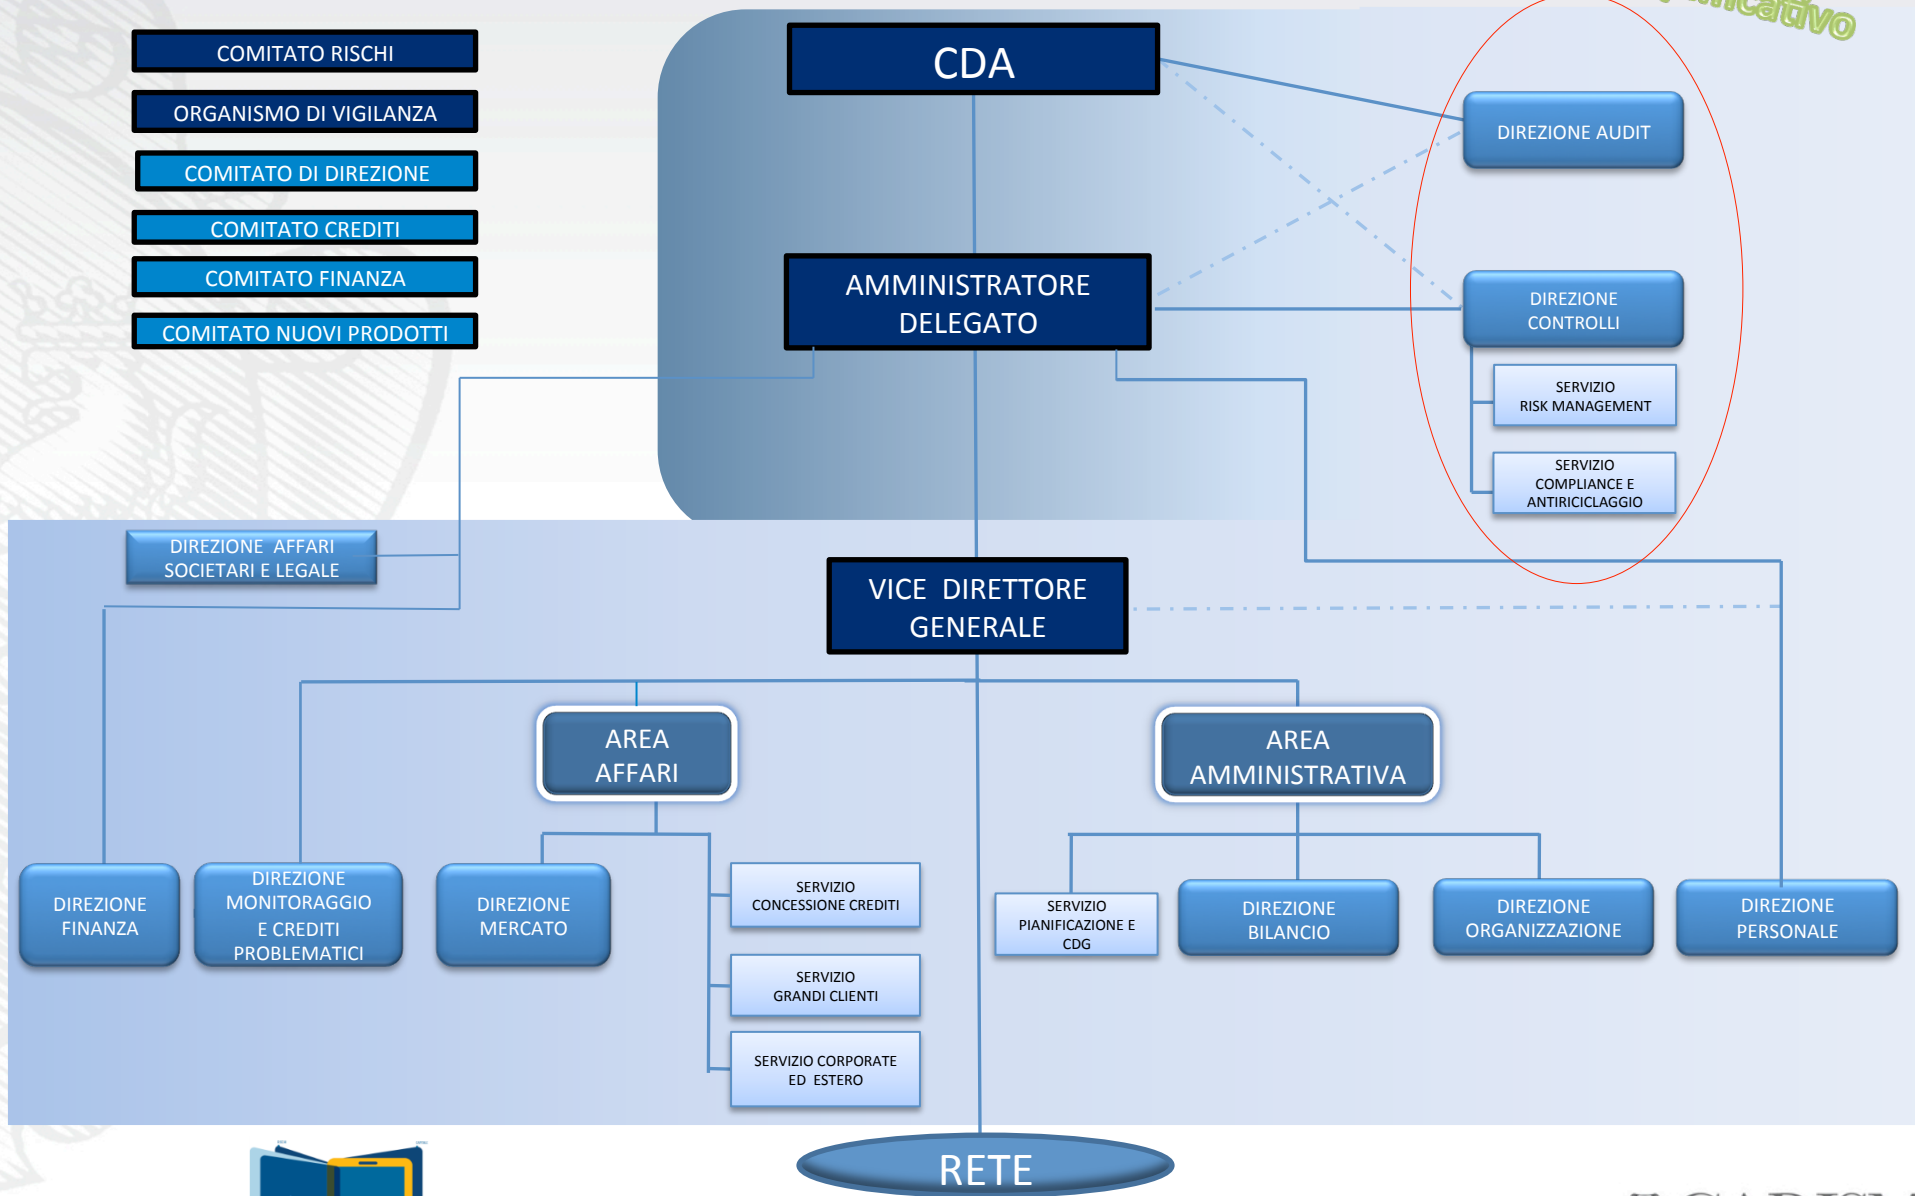 COMITATO RISCHI
ORGANISMO DI VIGILANZA
COMITATO DI DIREZIONE
COMITATO CREDITI
COMITATO FINANZA
COMITATO NUOVI PRODOTTI
CDA
DIREZIONE AUDIT
AMMINISTRATORE
DELEGATO
DIREZIONE
CONTROLLI
SERVIZIO
RISK MANAGEMENT
SERVIZIO
COMPLIANCE E
ANTIRICICLAGGIO
DIREZIONE AFFARI
SOCIETARI E LEGALE
VICE DIRETTORE
GENERALE
AREA
AFFARI
AREA
AMMINISTRATIVA
DIREZIONE
FINANZA
DIREZIONE
MONITORAGGIO
E CREDITI
PROBLEMATICI
DIREZIONE
MERCATO
SERVIZIO
CONCESSIONE CREDITI
SERVIZIO
GRANDI CLIENTI
SERVIZIO CORPORATE
ED ESTERO
SERVIZIO
PIANIFICAZIONE E
CDG
DIREZIONE
BILANCIO
DIREZIONE
ORGANIZZAZIONE
DIREZIONE
PERSONALE
RETE